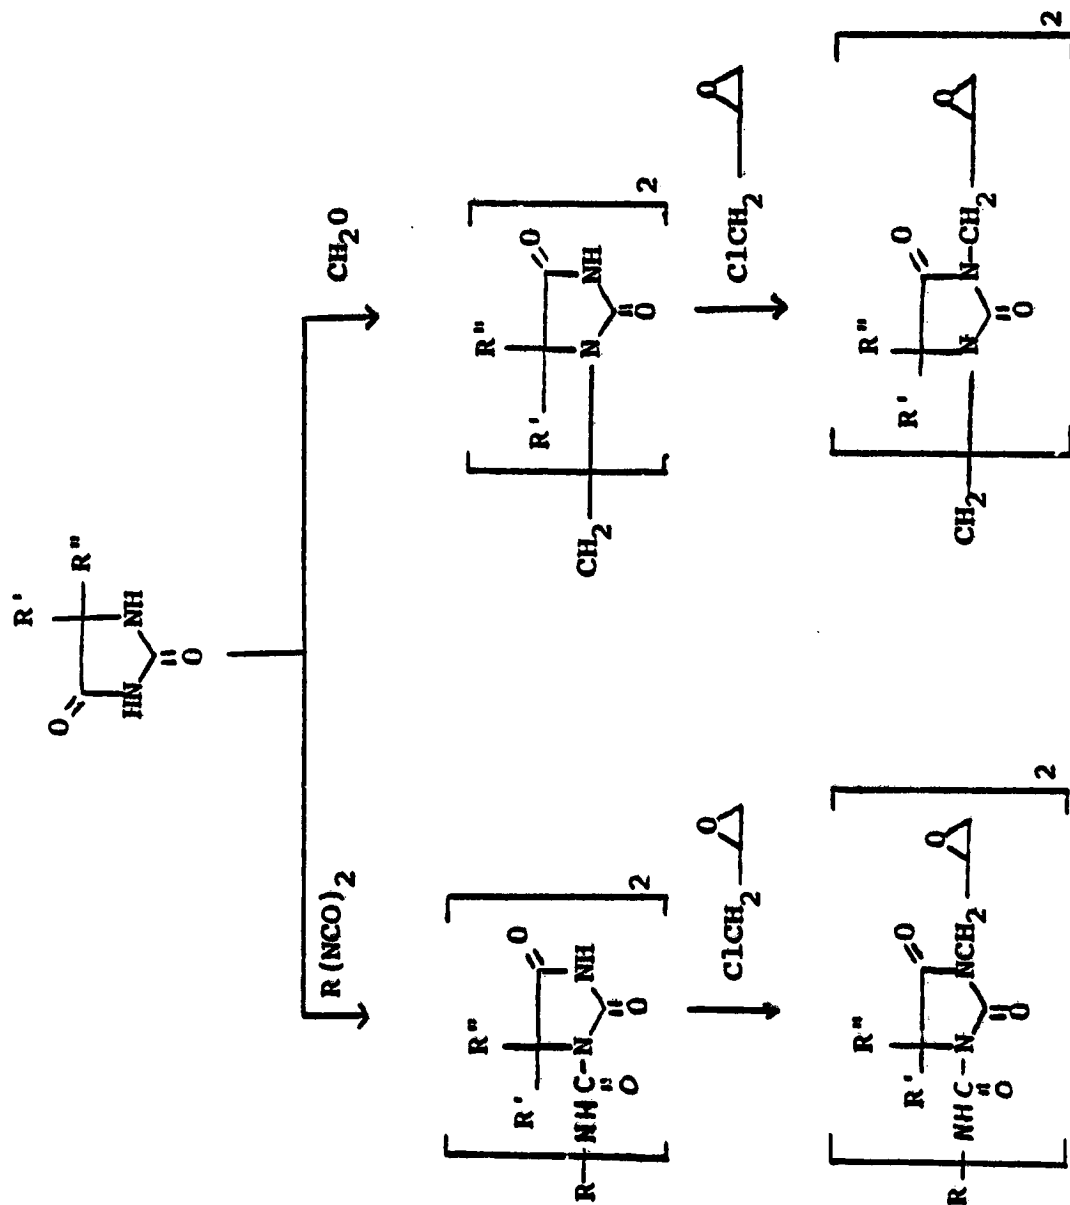 R'
O R"
HN NH
O
R(NCO)2 CH2O
R" O
R'
R–NHC–N NH
O O
2
R" O
R'
N NH
CH2 O
2
ClCH2 O
ClCH2 O
R" O
R'
R–NHC–N NCH2 O
O O
2
R" O
R'
CH2 N N–CH2 O
O
2